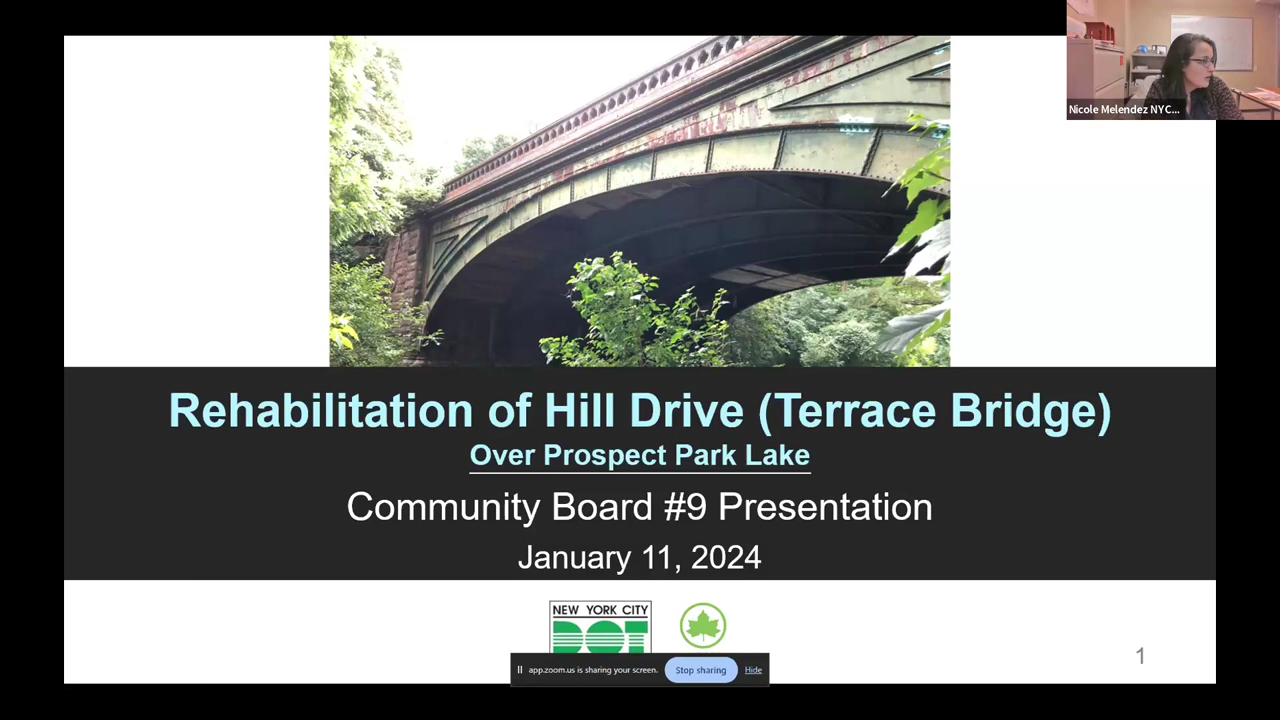 Nicole Melendez NYC...
Rehabilitation of Hill Drive (Terrace Bridge)
Over Prospect Park Lake
Community Board #9 Presentation
January 11, 2024
NEW YORK CITY
DOT
app.zoom.us is sharing your screen.
Stop sharing
Hide
1